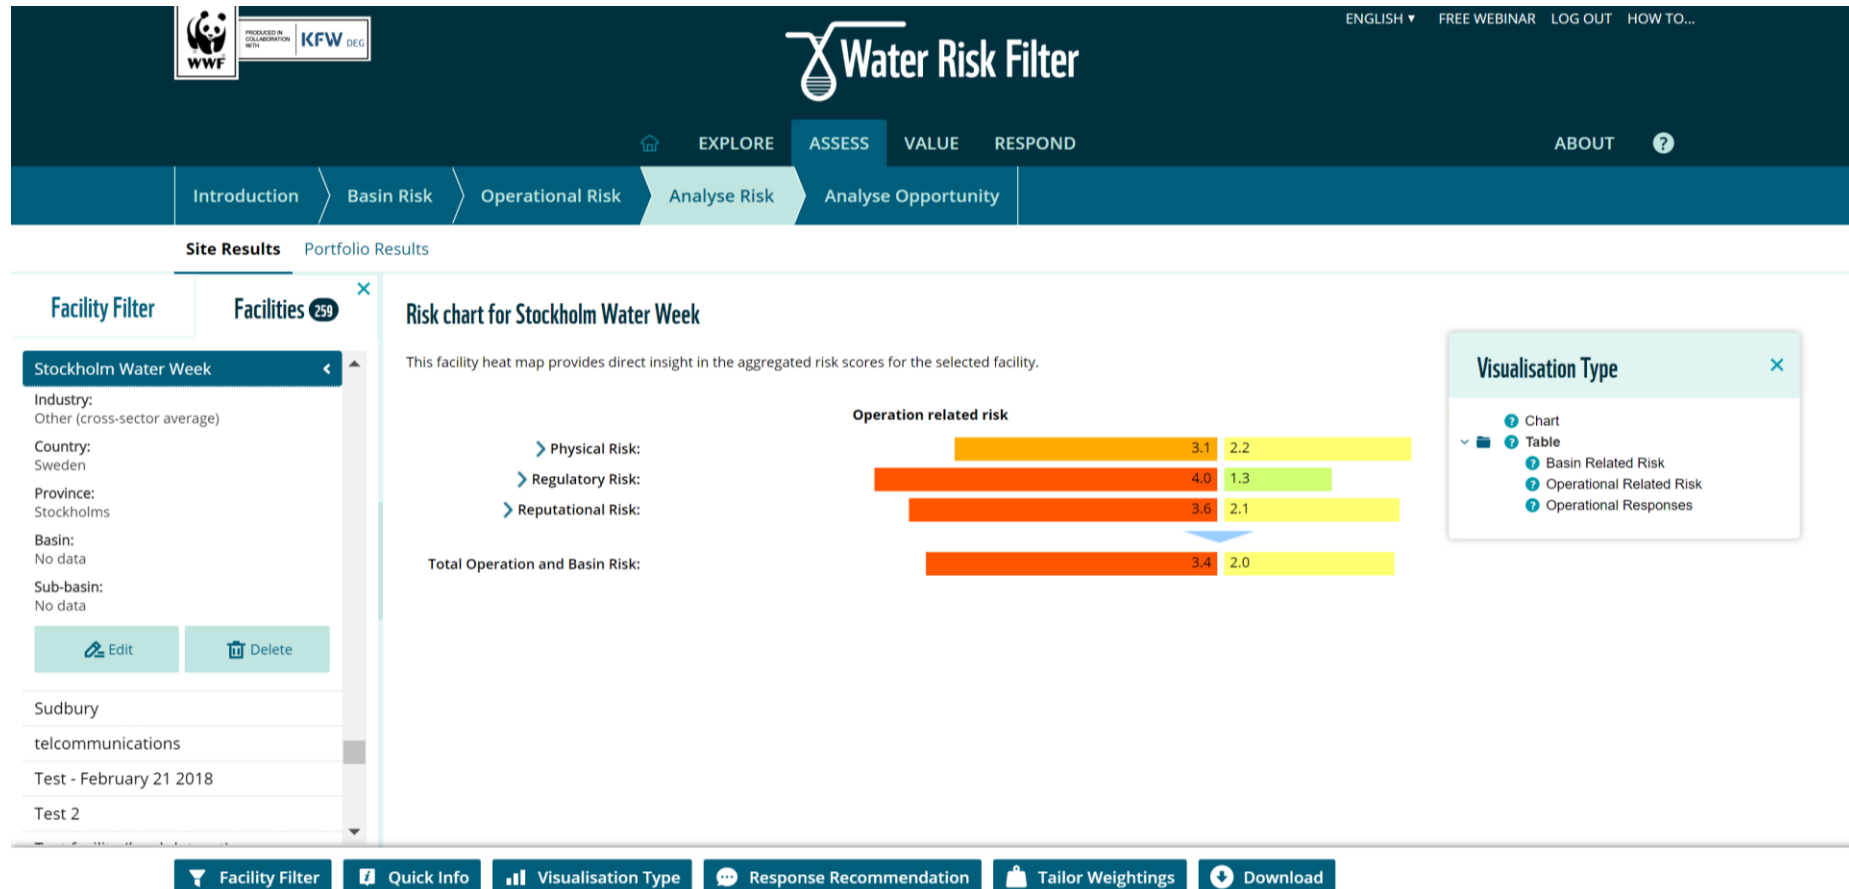 ENGLISH ▼ FREE WEBINAR LOG OUT HOW TO...
WWF
PRODUCED IN
COLLABORATION
WITH
KFW DEG
Water Risk Filter
EXPLORE ASSESS VALUE RESPOND ABOUT ?
Introduction Basin Risk Operational Risk Analyse Risk Analyse Opportunity
Site Results Portfolio Results
Facility Filter Facilities 259
Stockholm Water Week
Industry:
Other (cross-sector average)
Country:
Sweden
Province:
Stockholms
Basin:
No data
Sub-basin:
No data
Edit Delete
Sudbury
telcommunications
Test - February 21 2018
Test 2
Risk chart for Stockholm Water Week
This facility heat map provides direct insight in the aggregated risk scores for the selected facility.
Operation related risk
Physical Risk: 3.1 2.2
Regulatory Risk: 4.0 1.3
Reputational Risk: 3.6 2.1
Total Operation and Basin Risk: 3.4 2.0
Visualisation Type
? Chart
? Table
? Basin Related Risk
? Operational Related Risk
? Operational Responses
Facility Filter Quick Info Visualisation Type Response Recommendation Tailor Weightings Download